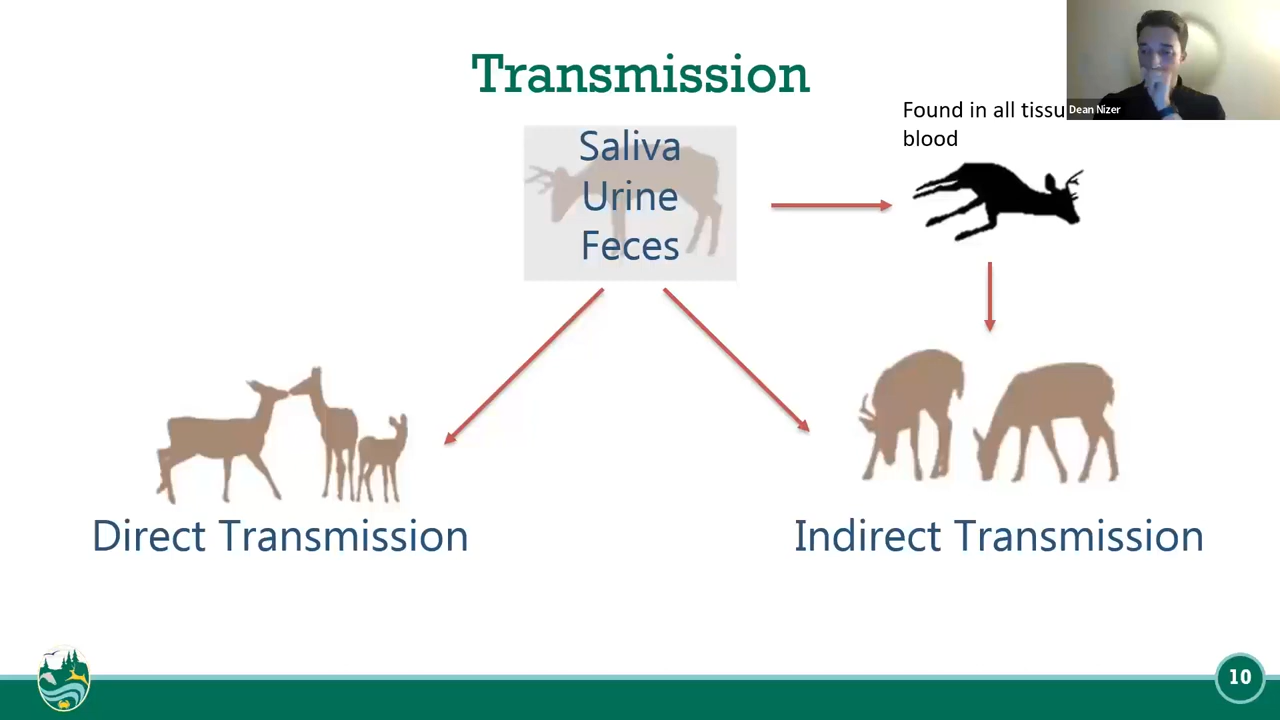 Transmission
Found in all tissu
blood
Dean Nizer
Saliva
Urine
Feces
Direct Transmission
Indirect Transmission
10